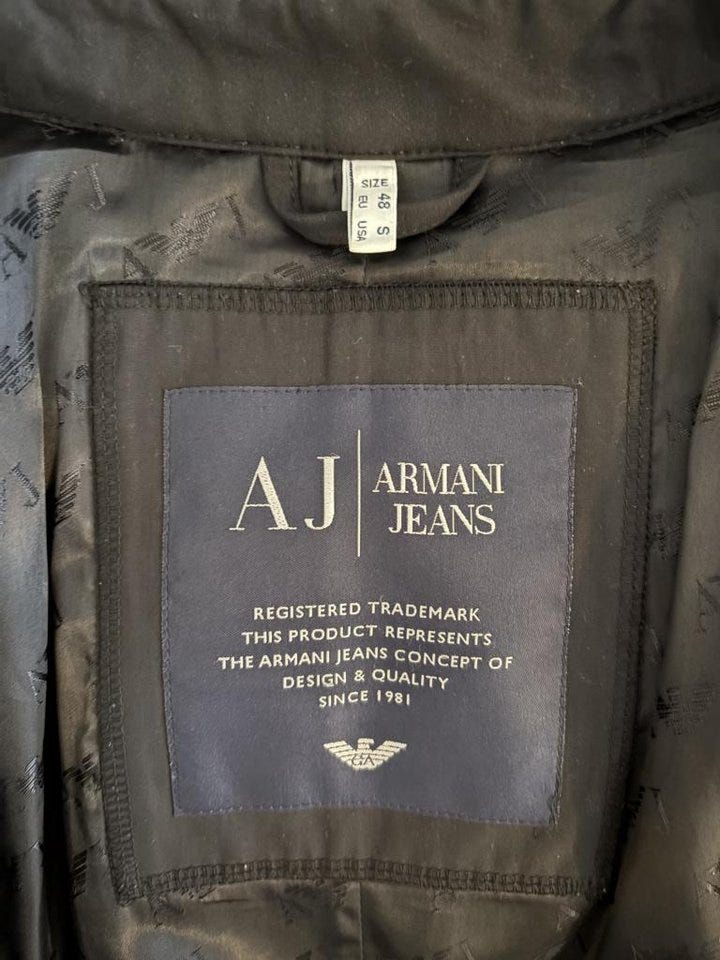 SIZE
EU 48
USA S
AJ
ARMANI
JEANS
REGISTERED TRADEMARK
THIS PRODUCT REPRESENTS
THE ARMANI JEANS CONCEPT OF
DESIGN & QUALITY
SINCE 1981
GA